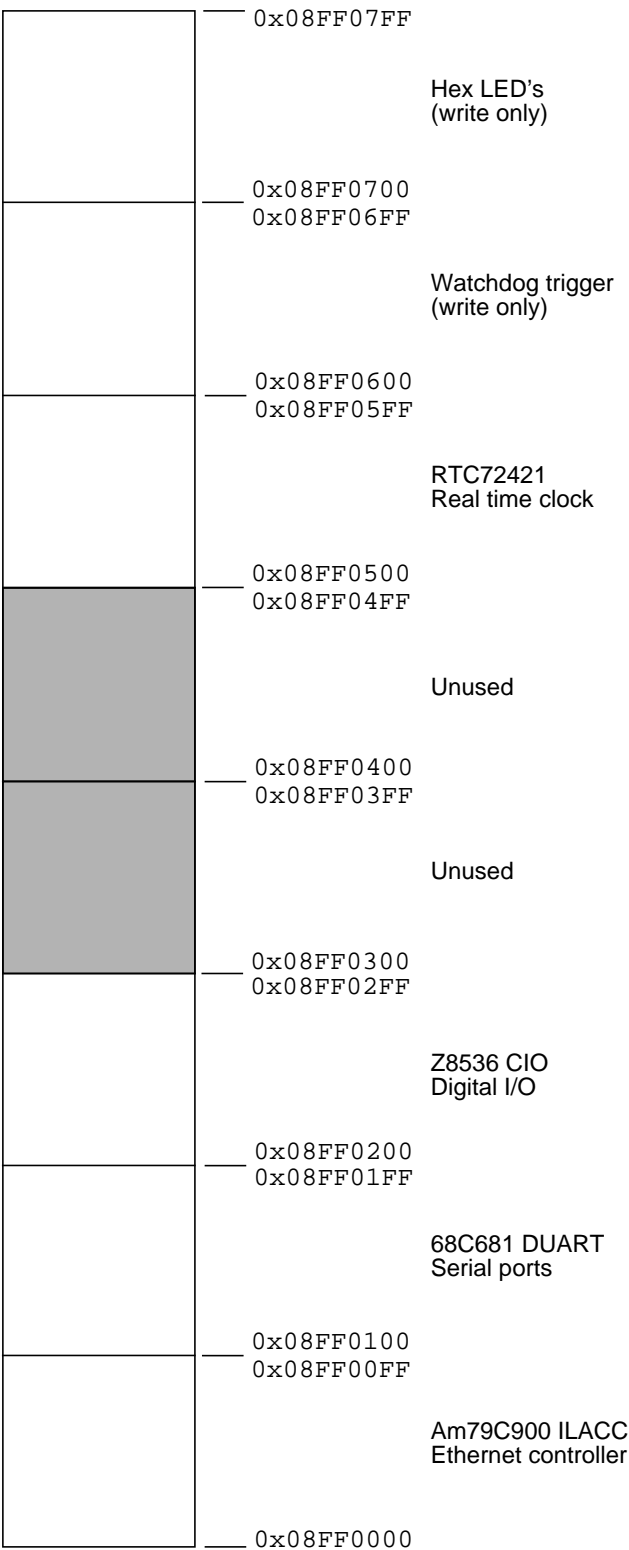 0x08FF07FF
Hex LED's
(write only)
0x08FF0700
0x08FF06FF
Watchdog trigger
(write only)
0x08FF0600
0x08FF05FF
RTC72421
Real time clock
0x08FF0500
0x08FF04FF
Unused
0x08FF0400
0x08FF03FF
Unused
0x08FF0300
0x08FF02FF
Z8536 CIO
Digital I/O
0x08FF0200
0x08FF01FF
68C681 DUART
Serial ports
0x08FF0100
0x08FF00FF
Am79C900 ILACC
Ethernet controller
0x08FF0000